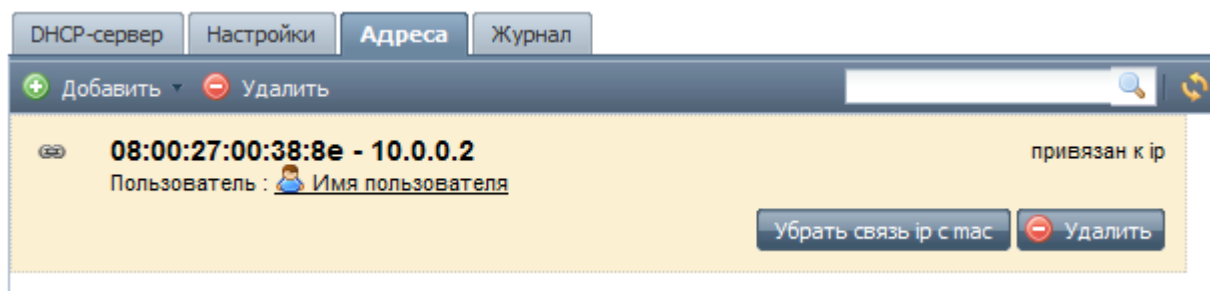 DHCP-сервер Настройки Адреса Журнал
Добавить Удалить
08:00:27:00:38:8e - 10.0.0.2 привязан к ip
Пользователь : Имя пользователя
Убрать связь ip с mac Удалить